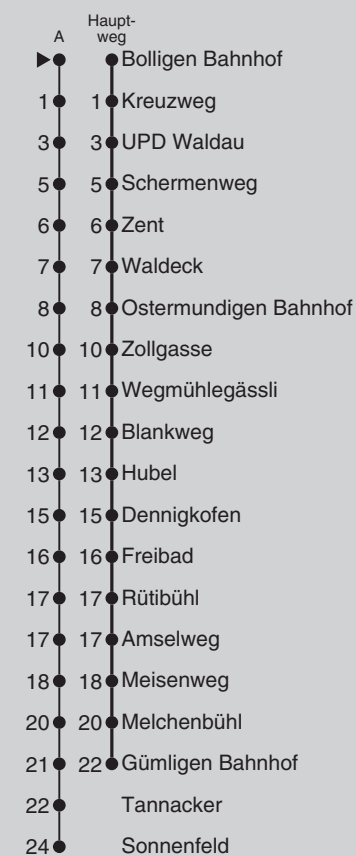 A Haupt-
weg
Bolligen Bahnhof
1 1 Kreuzweg
3 3 UPD Waldau
5 5 Schermenweg
6 6 Zent
7 7 Waldeck
8 8 Ostermundigen Bahnhof
10 10 Zollgasse
11 11 Wegmühlegässli
12 12 Blankweg
13 13 Hubel
15 15 Dennigkofen
16 16 Freibad
17 17 Rütibühl
17 17 Amselweg
18 18 Meisenweg
20 20 Melchenbühl
21 22 Gümligen Bahnhof
22 Tannacker
24 Sonnenfeld